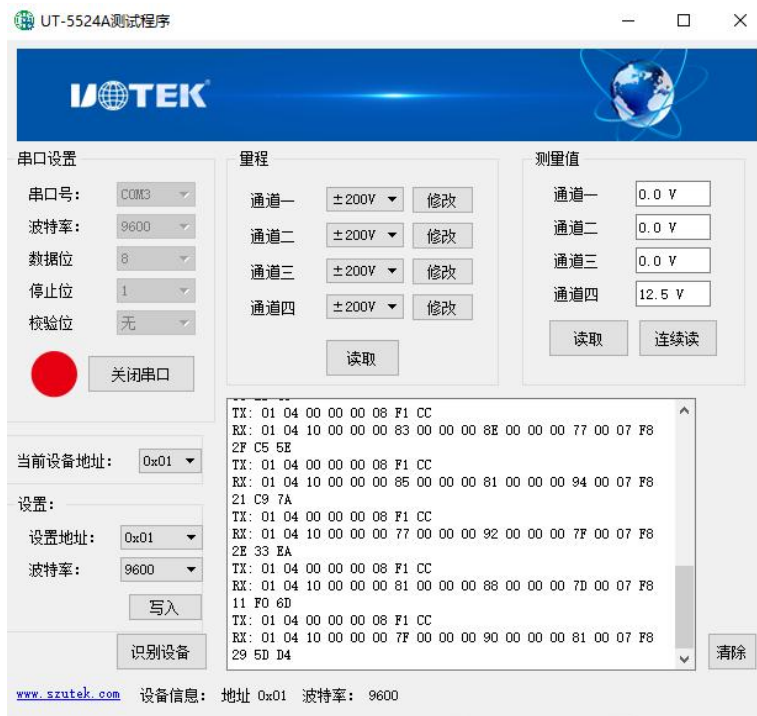 UT-5524A测试程序
UOTEK
串口设置
串口号: COM3
波特率: 9600
数据位 8
停止位 1
校验位 无
关闭串口
量程
通道一 ±200V 修改
通道二 ±200V 修改
通道三 ±200V 修改
通道四 ±200V 修改
读取
测量值
通道一 0.0 V
通道二 0.0 V
通道三 0.0 V
通道四 12.5 V
读取 连续读
当前设备地址: 0x01
设置:
设置地址: 0x01
波特率: 9600
写入
识别设备
TX: 01 04 00 00 00 08 F1 CC
RX: 01 04 10 00 00 00 83 00 00 00 8E 00 00 00 77 00 07 F8
2F C5 5E
TX: 01 04 00 00 00 08 F1 CC
RX: 01 04 10 00 00 00 85 00 00 00 81 00 00 00 94 00 07 F8
21 C9 7A
TX: 01 04 00 00 00 08 F1 CC
RX: 01 04 10 00 00 00 77 00 00 00 92 00 00 00 7F 00 07 F8
2E 33 EA
TX: 01 04 00 00 00 08 F1 CC
RX: 01 04 10 00 00 00 81 00 00 00 88 00 00 00 7D 00 07 F8
11 F0 6D
TX: 01 04 00 00 00 08 F1 CC
RX: 01 04 10 00 00 00 7F 00 00 00 90 00 00 00 81 00 07 F8
29 5D D4
清除
www.szutek.com 设备信息: 地址 0x01 波特率: 9600